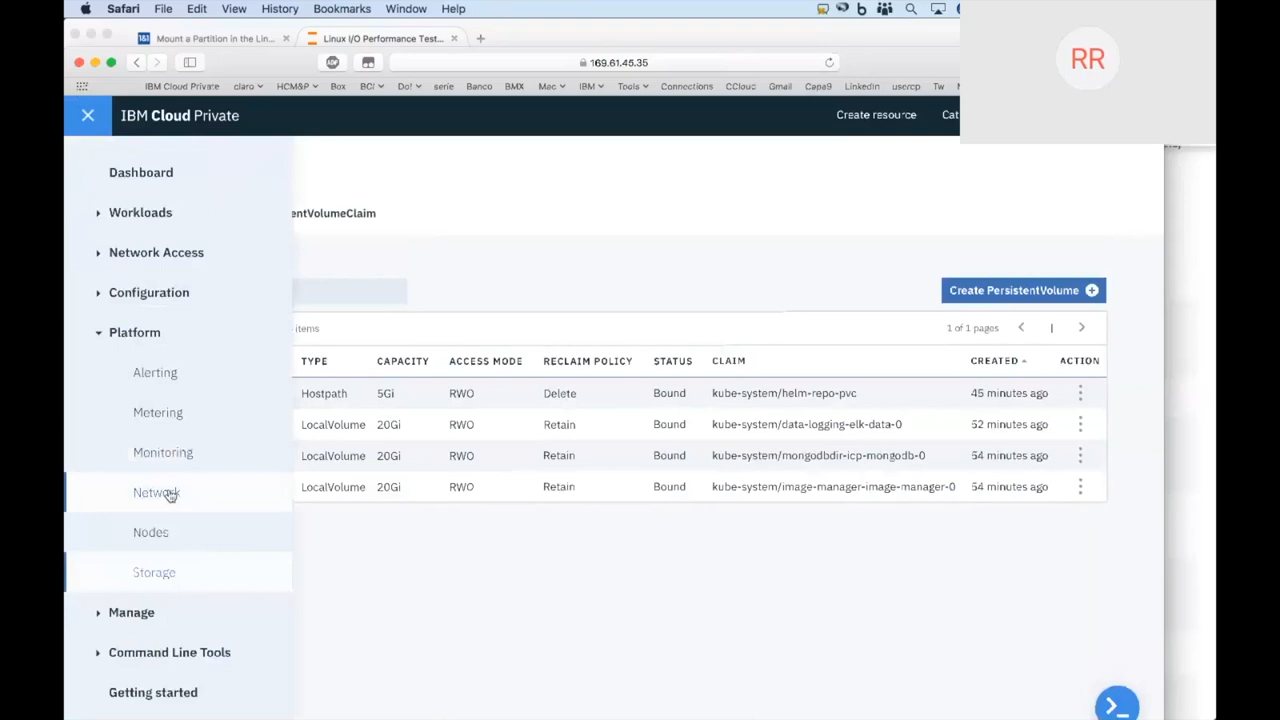 Safari File Edit View History Bookmarks Window Help
Mount a Partition in the Lin... × Linux I/O Performance Test... × +
169.61.45.35
IBM Cloud Private claro HCM&P Box BCI Dot serie Banco BMX Mac IBM Tools Connections CCloud Gmail Capa9 Linkedin usercp Tw
IBM Cloud Private Create resource Cat
RR
Dashboard
Workloads
entVolumeClaim
Network Access
Configuration
Create PersistentVolume
Platform
items 1 of 1 pages
TYPE CAPACITY ACCESS MODE RECLAIM POLICY STATUS CLAIM CREATED ACTION
Alerting
Hostpath 5Gi RWO Delete Bound kube-system/helm-repo-pvc 45 minutes ago
Metering
LocalVolume 20Gi RWO Retain Bound kube-system/data-logging-elk-data-0 52 minutes ago
Monitoring
LocalVolume 20Gi RWO Retain Bound kube-system/mongodbdir-icp-mongodb-0 54 minutes ago
Network
LocalVolume 20Gi RWO Retain Bound kube-system/image-manager-image-manager-0 54 minutes ago
Nodes
Storage
Manage
Command Line Tools
Getting started